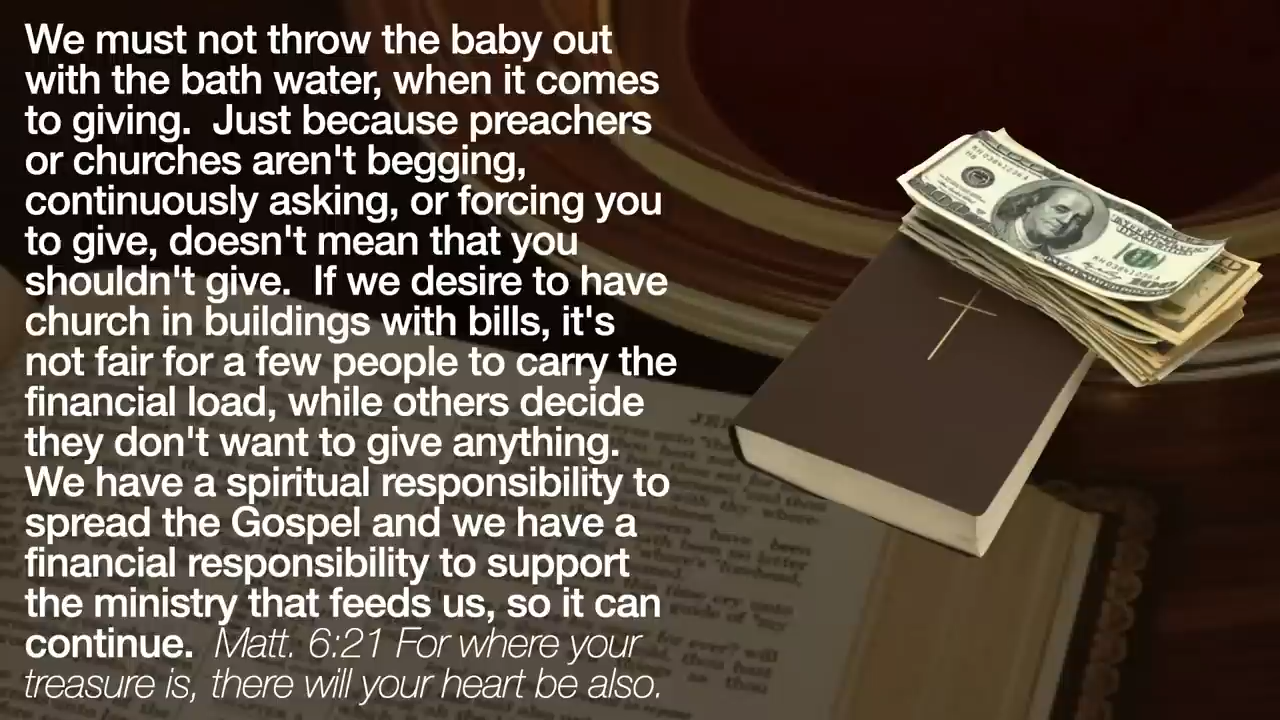 We must not throw the baby out
with the bath water, when it comes
to giving.  Just because preachers
or churches aren't begging,
continuously asking, or forcing you
to give, doesn't mean that you
shouldn't give.  If we desire to have
church in buildings with bills, it's
not fair for a few people to carry the
financial load, while others decide
they don't want to give anything.
We have a spiritual responsibility to
spread the Gospel and we have a
financial responsibility to support
the ministry that feeds us, so it can
continue.  Matt. 6:21 For where your
treasure is, there will your heart be also.